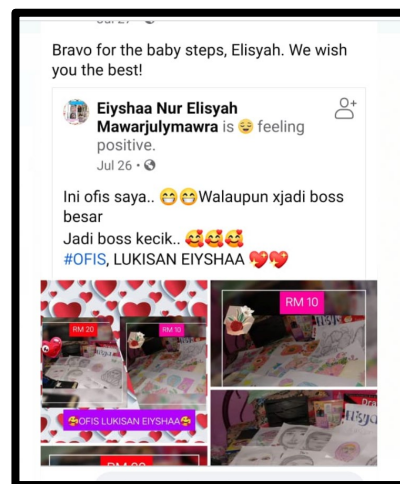 Bravo for the baby steps, Elisyah. We wish
you the best!
Eiyshaa Nur Elisyah
Mawarjulymawra is 😌 feeling
positive.
Jul 26 ·
Ini ofis saya.. 😁😁Walaupun xjadi boss
besar
Jadi boss kecik.. 🥰🥰🥰
#OFIS, LUKISAN EIYSHAA 💖💖
RM 10
RM 20
RM 10
🥰OFIS LUKISAN EIYSHAA🥰